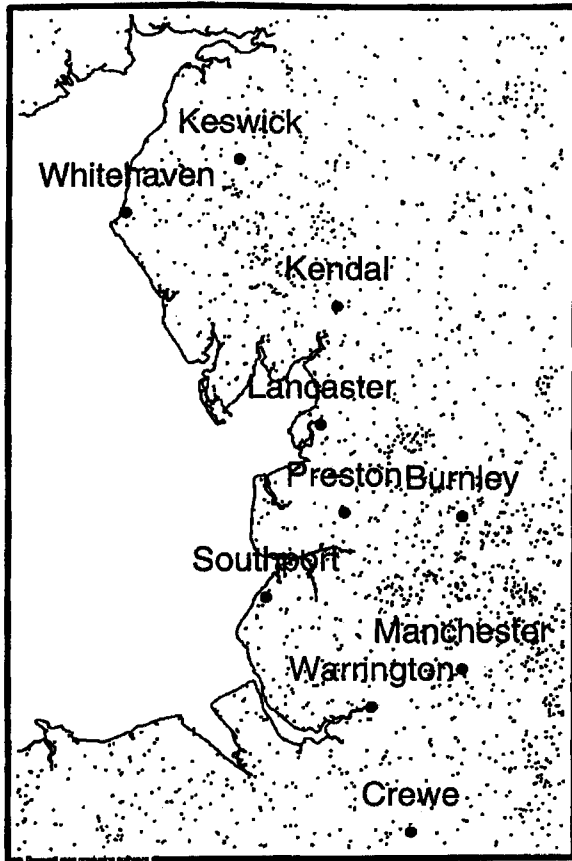 Keswick
Whitehaven
Kendal
Lancaster
Preston Burnley
Southport
Manchester
Warrington
Crewe